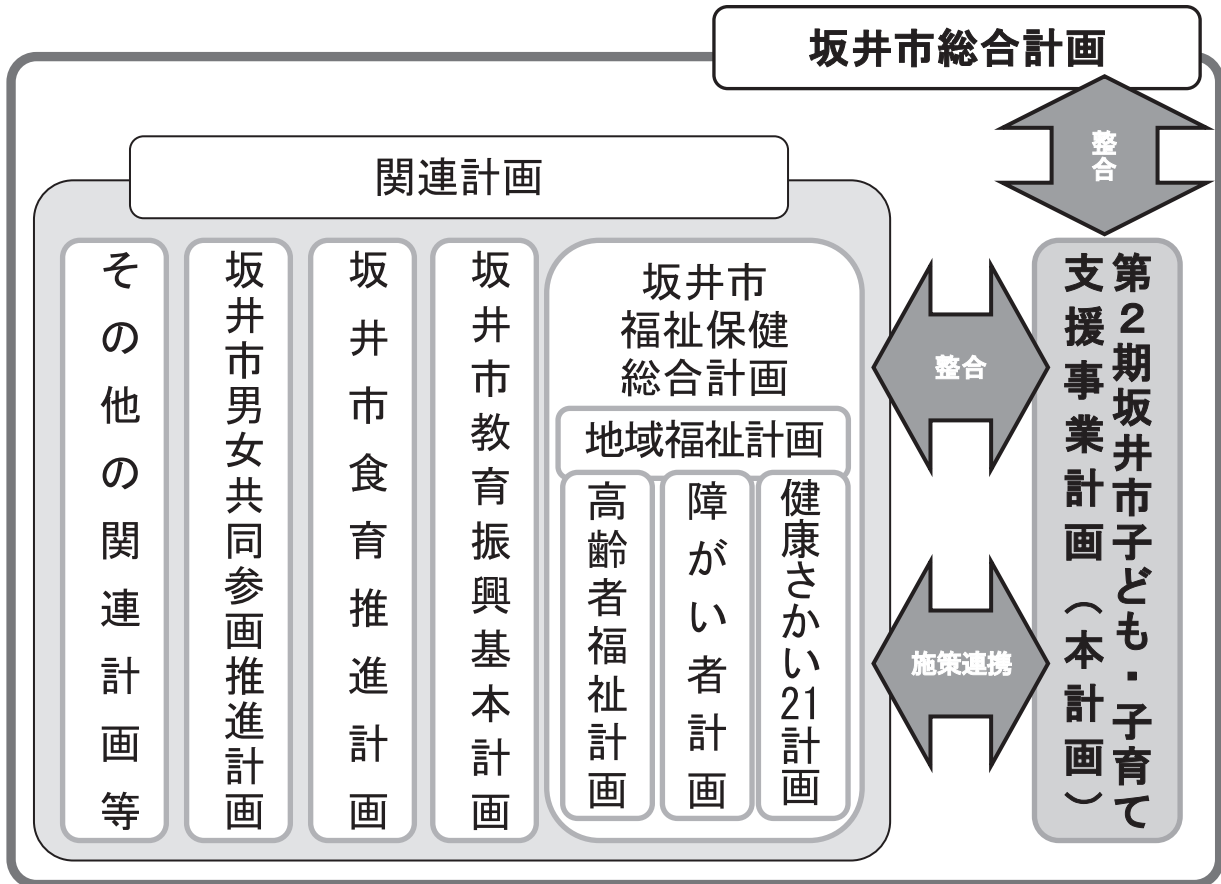 坂井市総合計画
整合
関連計画
第２期坂井市子ども・子育て
支援事業計画（本計画）
整合
施策連携
坂井市
福祉保健
総合計画
地域福祉計画
健康さかい21計画
障がい者計画
高齢者福祉計画
坂井市教育振興基本計画
坂井市食育推進計画
坂井市男女共同参画推進計画
その他の関連計画等